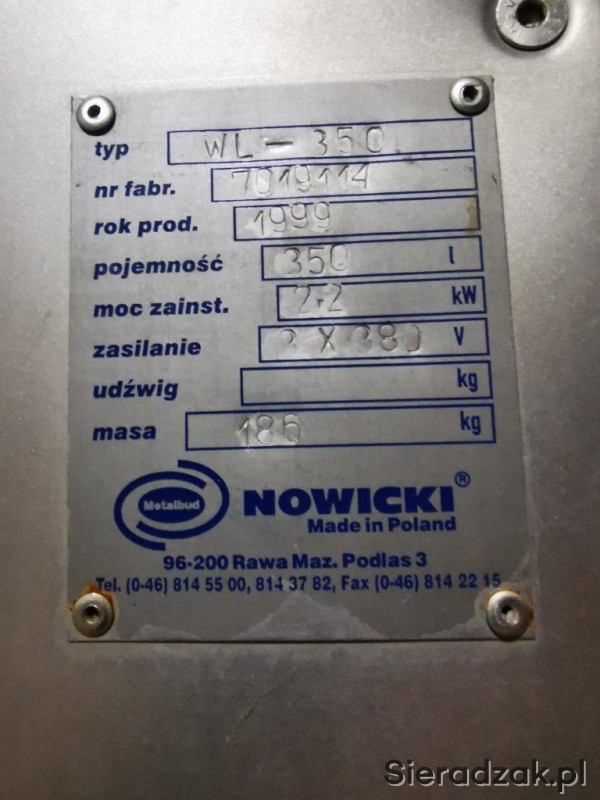 typ WL-350
nr fabr. 7019114
rok prod. 1999
pojemność 350 l
moc zainst. 2.2 kW
zasilanie 3 X 380 V
udźwig kg
masa 186 kg
Metalbud NOWICKI®
Made in Poland
96-200 Rawa Maz. Podlas 3
Tel. (0-46) 814 55 00, 814 37 82, Fax (0-46) 814 22 15
Sieradzak.pl